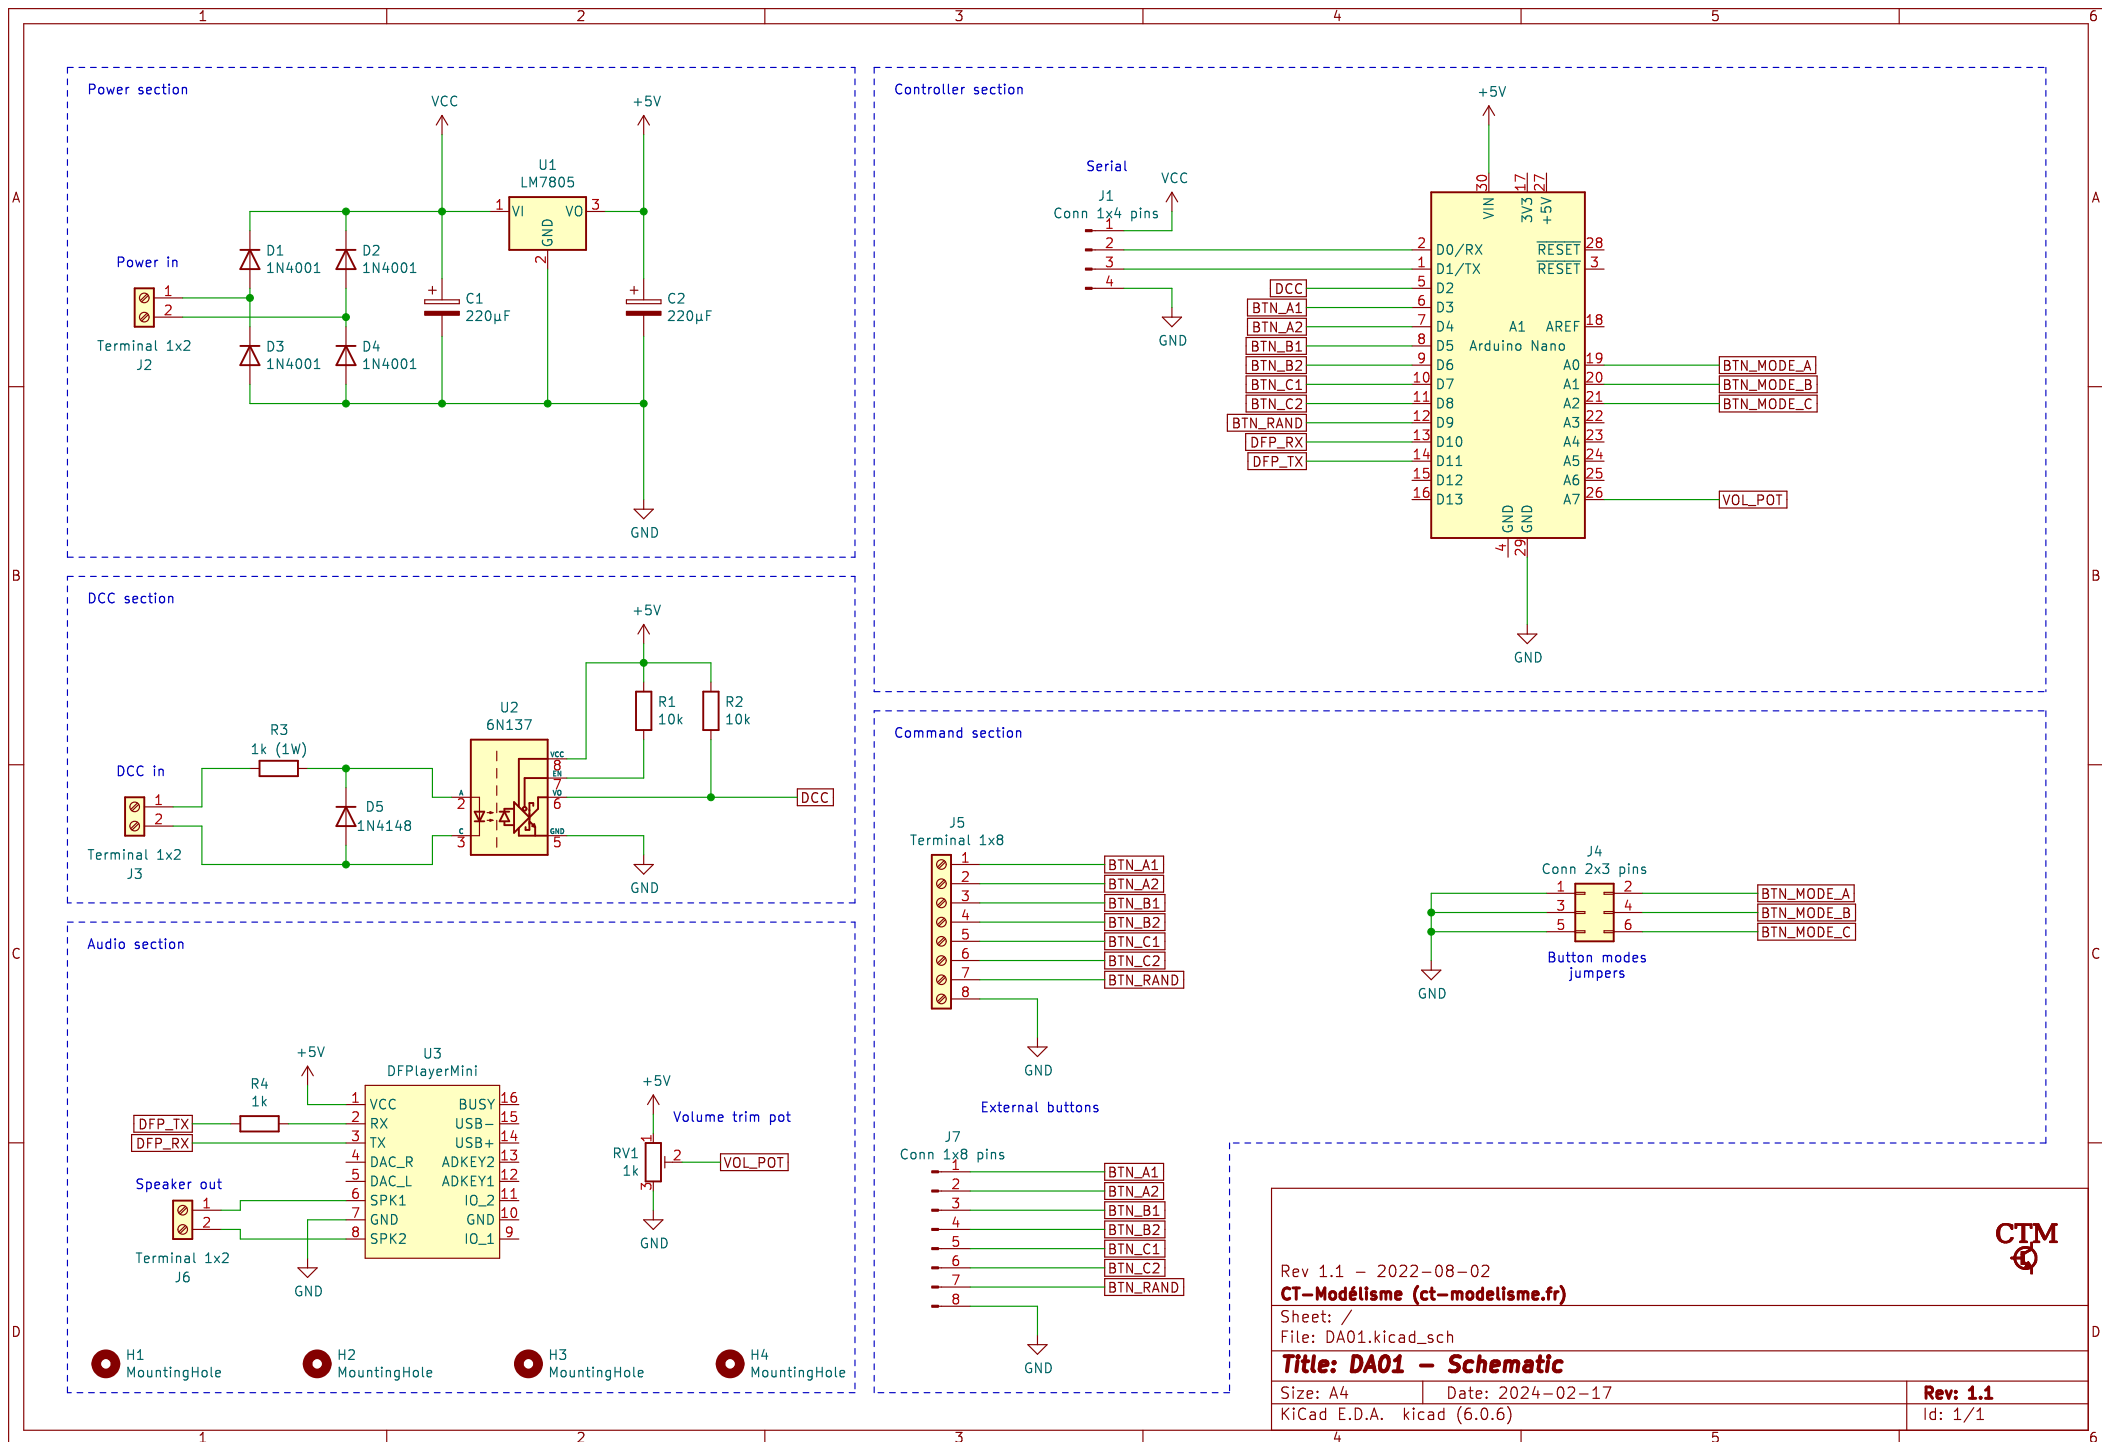 1 2 3 4 5 6
A
B
C
D
Power section
VCC
+5V
U1
LM7805
1 VI VO 3
GND
2
D1
1N4001
D2
1N4001
Power in
1
2
Terminal 1x2
J2
+
C1
220µF
+
C2
220µF
D3
1N4001
D4
1N4001
GND
DCC section
+5V
R1
10k
R2
10k
U2
6N137
R3
1k (1W)
DCC in
1
2
Terminal 1x2
J3
D5
1N4148
A
2
C
3
VCC
8
EN
7
VO
6
GND
5
DCC
GND
Audio section
+5V
U3
DFPlayerMini
R4
1k
DFP_TX
DFP_RX
1 VCC BUSY 16
2 RX USB- 15
3 TX USB+ 14
4 DAC_R ADKEY2 13
5 DAC_L ADKEY1 12
6 SPK1 IO_2 11
7 GND GND 10
8 SPK2 IO_1 9
Speaker out
1
2
Terminal 1x2
J6
GND
+5V
Volume trim pot
RV1
1k
1
2
3
VOL_POT
GND
H1
MountingHole
H2
MountingHole
H3
MountingHole
H4
MountingHole
Controller section
+5V
Serial
J1
Conn 1x4 pins
VCC
1
2
3
4
GND
30 17 27
VIN 3V3 +5V
2 D0/RX RESET 28
1 D1/TX RESET 3
DCC 5 D2
BTN_A1 6 D3
BTN_A2 7 D4 A1 AREF 18
BTN_B1 8 D5 Arduino Nano
BTN_B2 9 D6 A0 19 BTN_MODE_A
BTN_C1 10 D7 A1 20 BTN_MODE_B
BTN_C2 11 D8 A2 21 BTN_MODE_C
BTN_RAND 12 D9 A3 22
DFP_RX 13 D10 A4 23
DFP_TX 14 D11 A5 24
15 D12 A6 25
16 D13 A7 26 VOL_POT
GND GND
4 29
GND
Command section
J5
Terminal 1x8
1 BTN_A1
2 BTN_A2
3 BTN_B1
4 BTN_B2
5 BTN_C1
6 BTN_C2
7 BTN_RAND
8
GND
J4
Conn 2x3 pins
1 2 BTN_MODE_A
3 4 BTN_MODE_B
5 6 BTN_MODE_C
Button modes
jumpers
GND
External buttons
J7
Conn 1x8 pins
1 BTN_A1
2 BTN_A2
3 BTN_B1
4 BTN_B2
5 BTN_C1
6 BTN_C2
7 BTN_RAND
8
GND
CTM
Rev 1.1 - 2022-08-02
CT-Modélisme (ct-modelisme.fr)
Sheet: /
File: DA01.kicad_sch
Title: DA01 - Schematic
Size: A4 Date: 2024-02-17 Rev: 1.1
KiCad E.D.A. kicad (6.0.6) Id: 1/1
A
B
C
D
1 2 3 4 5 6